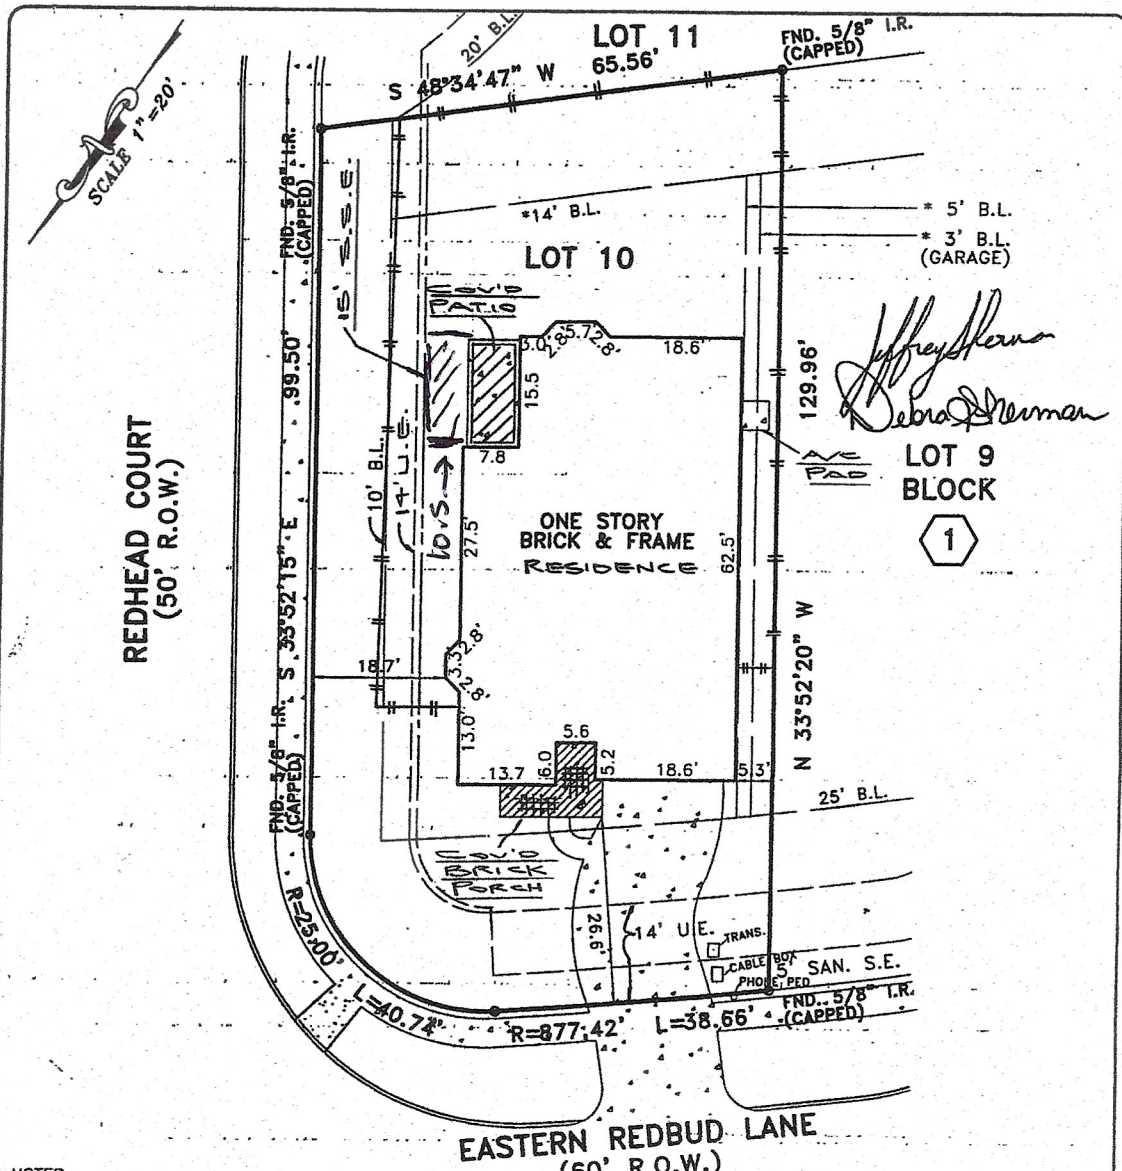 20' B.L.
LOT 11
65.56'
S 48°34'47" W
FND. 5/8" I.R.
(CAPPED)
SCALE 1"=20'
FND. 5/8" I.R.
(CAPPED)
15' S.S.E.
*14' B.L.
* 5' B.L.
* 3' B.L.
(GARAGE)
LOT 10
COV'D
PATIO
3.0'
2.8'
5.7'
2.8'
18.6'
15.5
7.8
Jeffrey Sherman
Debra Sherman
129.96'
99.50'
REDHEAD COURT
(50' R.O.W.)
10' B.L.
14' U.E.
10.5
27.5'
A/C
PAD
LOT 9
BLOCK
1
ONE STORY
BRICK & FRAME
RESIDENCE
62.5'
S 33°52'15" E
N 33°52'20" W
18.7'
2.8'
3.3'
2.8'
13.0'
5.6
6.0
5.2
13.7
18.6'
5.3'
FND. 5/8" I.R.
(CAPPED)
25' B.L.
COV'D
BRICK
PORCH
26.6'
14' U.E.
TRANS.
CABLE BOX
PHONE PED
5' SAN. S.E.
FND. 5/8" I.R.
(CAPPED)
R=25.00'
L=40.74'
R=877.42'
L=38.66'
EASTERN REDBUD LANE
(60' R.O.W.)